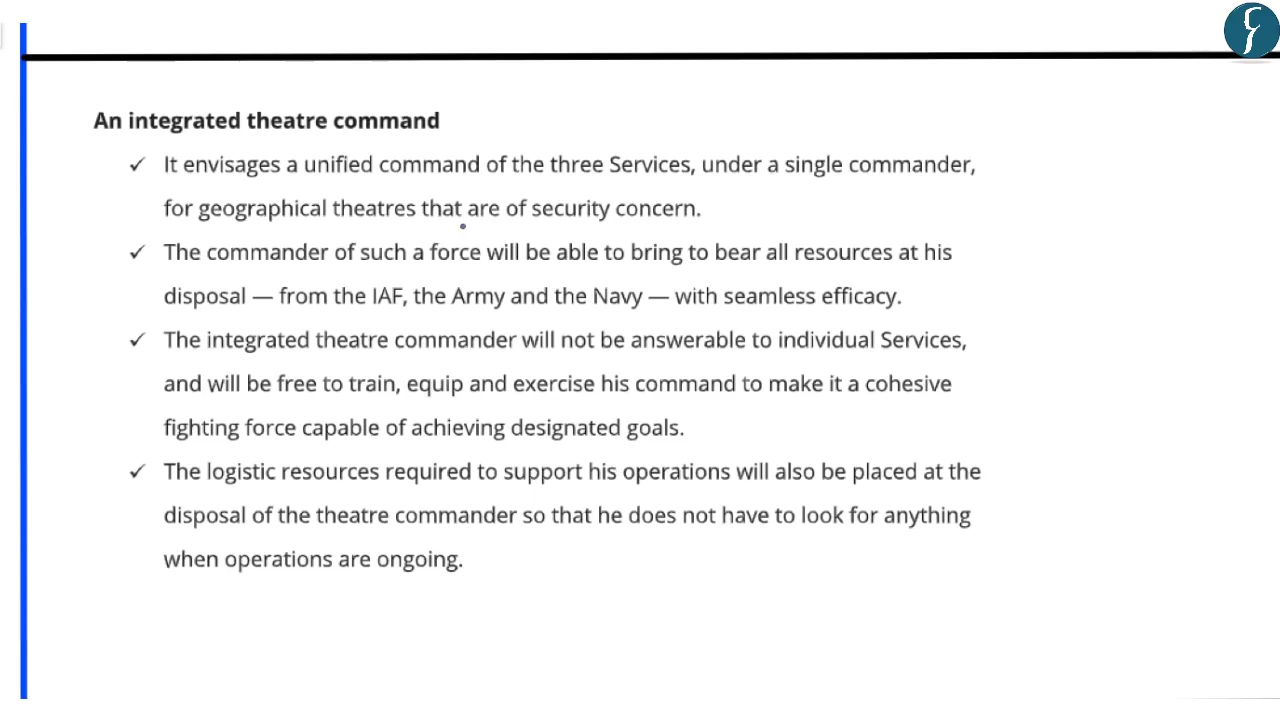 An integrated theatre command
✓ It envisages a unified command of the three Services, under a single commander,
for geographical theatres that are of security concern.
✓ The commander of such a force will be able to bring to bear all resources at his
disposal — from the IAF, the Army and the Navy — with seamless efficacy.
✓ The integrated theatre commander will not be answerable to individual Services,
and will be free to train, equip and exercise his command to make it a cohesive
fighting force capable of achieving designated goals.
✓ The logistic resources required to support his operations will also be placed at the
disposal of the theatre commander so that he does not have to look for anything
when operations are ongoing.